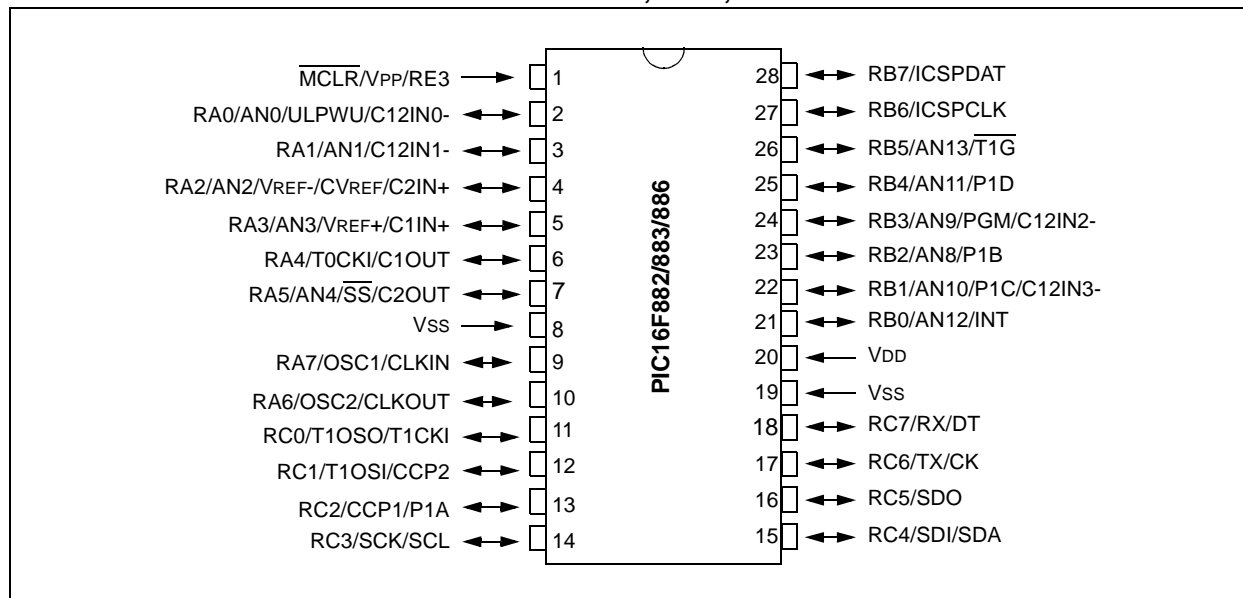 MCLR/VPP/RE3
RA0/AN0/ULPWU/C12IN0-
RA1/AN1/C12IN1-
RA2/AN2/VREF-/CVREF/C2IN+
RA3/AN3/VREF+/C1IN+
RA4/T0CKI/C1OUT
RA5/AN4/SS/C2OUT
VSS
RA7/OSC1/CLKIN
RA6/OSC2/CLKOUT
RC0/T1OSO/T1CKI
RC1/T1OSI/CCP2
RC2/CCP1/P1A
RC3/SCK/SCL
1
2
3
4
5
6
7
8
9
10
11
12
13
14
PIC16F882/883/886
28
27
26
25
24
23
22
21
20
19
18
17
16
15
RB7/ICSPDAT
RB6/ICSPCLK
RB5/AN13/T1G
RB4/AN11/P1D
RB3/AN9/PGM/C12IN2-
RB2/AN8/P1B
RB1/AN10/P1C/C12IN3-
RB0/AN12/INT
VDD
VSS
RC7/RX/DT
RC6/TX/CK
RC5/SDO
RC4/SDI/SDA